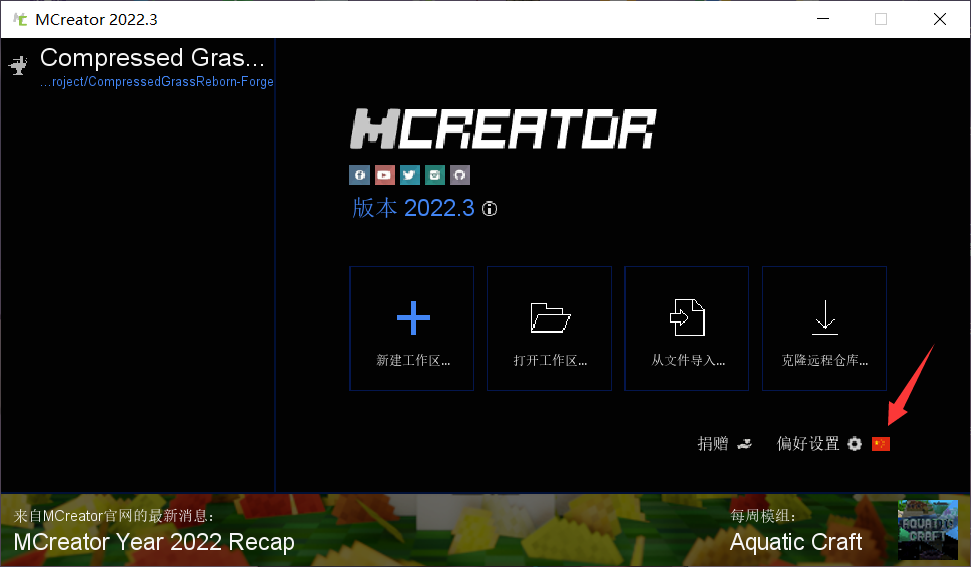 MCreator 2022.3
Compressed Gras...
...roject/CompressedGrassReborn-Forge
MCREATOR
版本 2022.3
新建工作区...
打开工作区...
从文件导入...
克隆远程仓库...
捐赠
偏好设置
来自MCreator官网的最新消息：
MCreator Year 2022 Recap
每周模组：
Aquatic Craft
AQUATIC
CRAFT